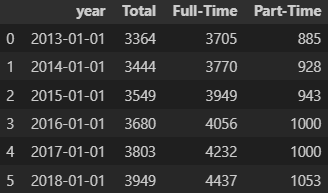 year Total Full-Time Part-Time
0 2013-01-01 3364 3705 885
1 2014-01-01 3444 3770 928
2 2015-01-01 3549 3949 943
3 2016-01-01 3680 4056 1000
4 2017-01-01 3803 4232 1000
5 2018-01-01 3949 4437 1053